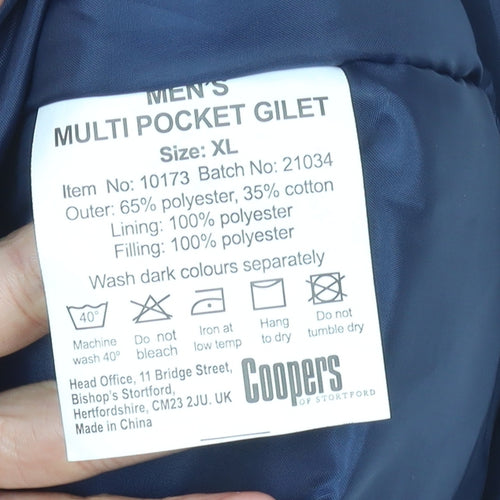 MEN'S
MULTI POCKET GILET
Size: XL
Item No: 10173 Batch No: 21034
Outer: 65% polyester, 35% cotton
Lining: 100% polyester
Filling: 100% polyester
Wash dark colours separately
40°
Machine wash 40°
Do not bleach
Iron at low temp
Hang to dry
Do not tumble dry
Head Office, 11 Bridge Street,
Bishop's Stortford,
Hertfordshire, CM23 2JU. UK
Made in China
Coopers
OF STORTFORD